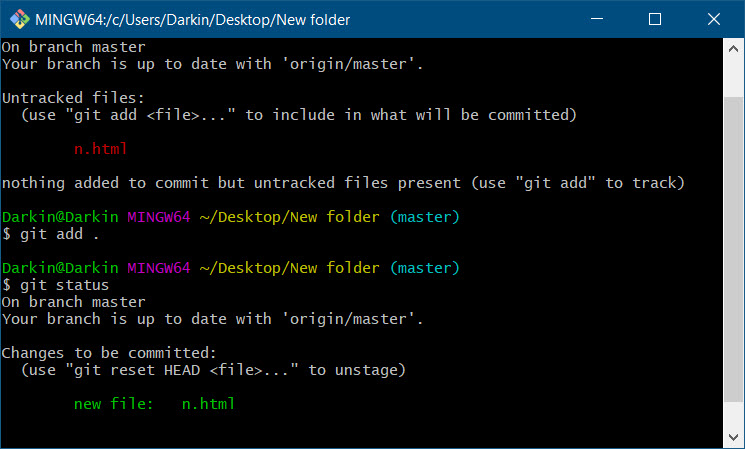 MINGW64:/c/Users/Darkin/Desktop/New folder
On branch master
Your branch is up to date with 'origin/master'.
Untracked files:
(use "git add <file>..." to include in what will be committed)
n.html
nothing added to commit but untracked files present (use "git add" to track)
Darkin@Darkin MINGW64 ~/Desktop/New folder (master)
$ git add .
Darkin@Darkin MINGW64 ~/Desktop/New folder (master)
$ git status
On branch master
Your branch is up to date with 'origin/master'.
Changes to be committed:
(use "git reset HEAD <file>..." to unstage)
new file:   n.html